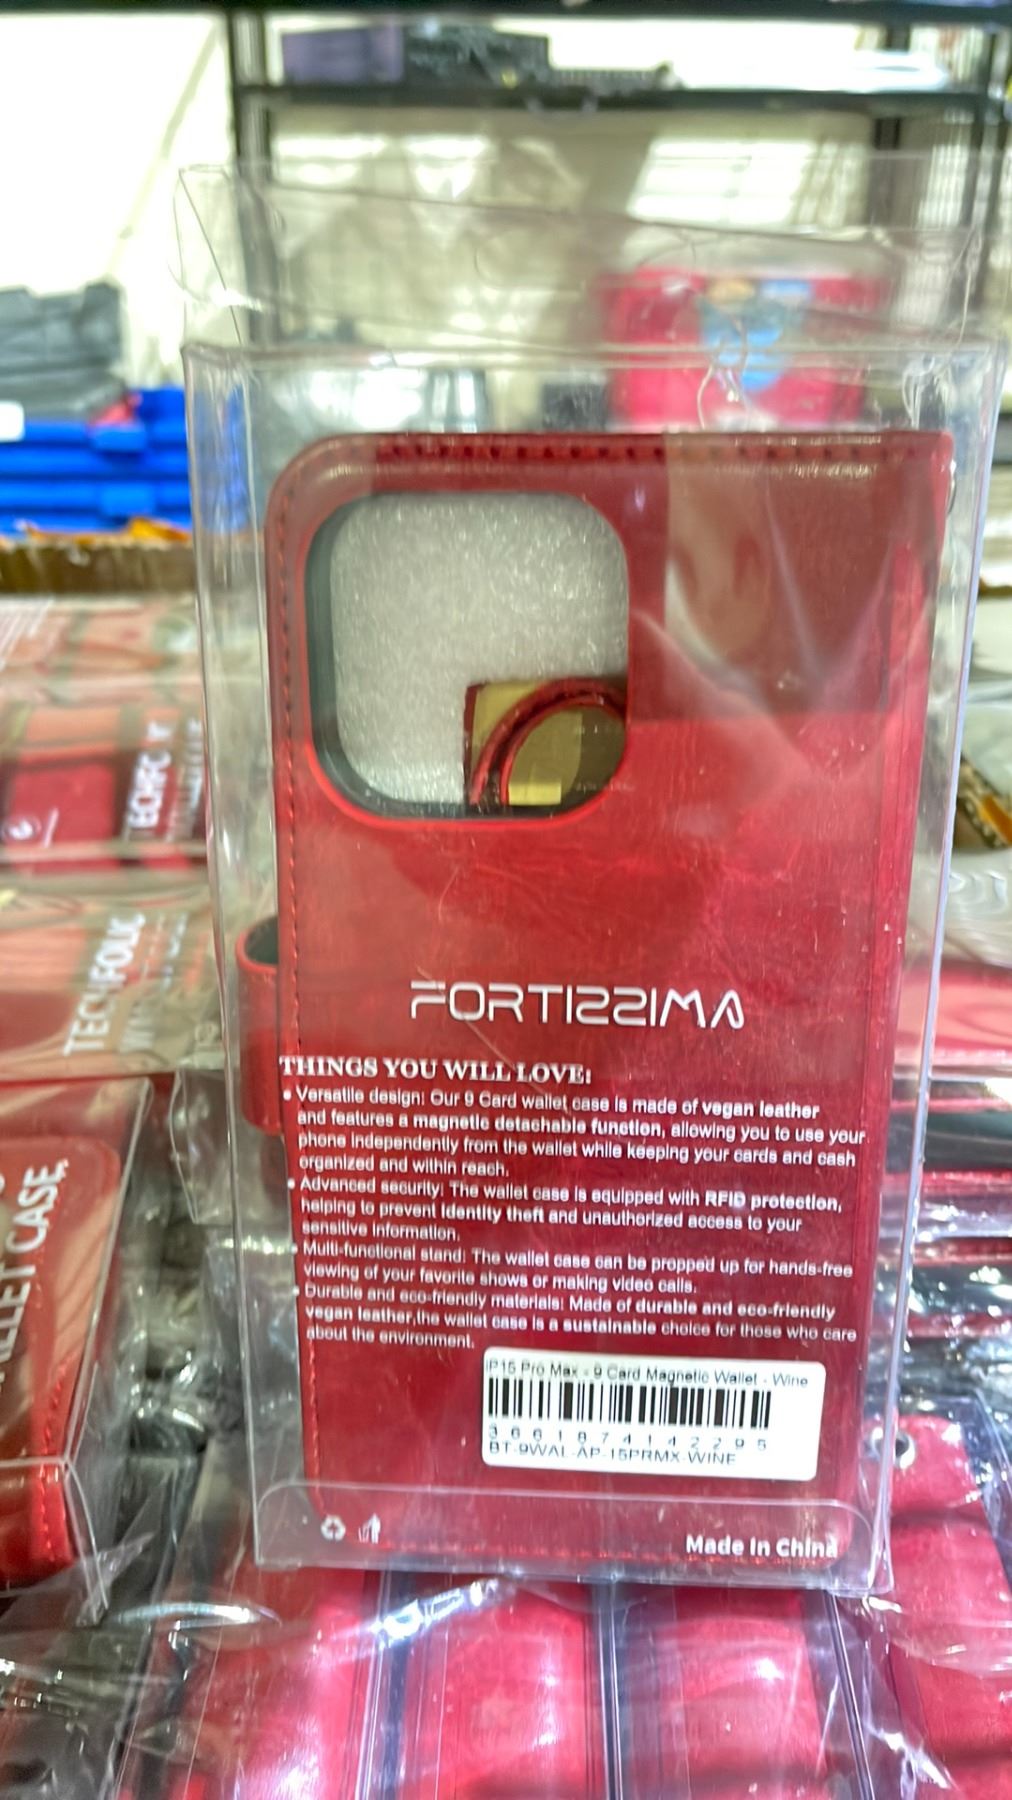 FORTISSIMA
THINGS YOU WILL LOVE:
• Versatile design: Our 9 Card wallet case is made of vegan leather
and features a magnetic detachable function, allowing you to use your
phone independently from the wallet while keeping your cards and cash
organized and within reach.
• Advanced security: The wallet case is equipped with RFID protection,
helping to prevent identity theft and unauthorized access to your
sensitive information.
Multi-functional stand: The wallet case can be propped up for hands-free
viewing of your favorite shows or making video calls.
• Durable and eco-friendly materials: Made of durable and eco-friendly
vegan leather,the wallet case is a sustainable choice for those who care
about the environment.
IP15 Pro Max - 9 Card Magnetic Wallet - Wine
3661874142295
BT-9WAL-AP-15PRMX-WINE
Made In China
TECHFOLIO
CASE.